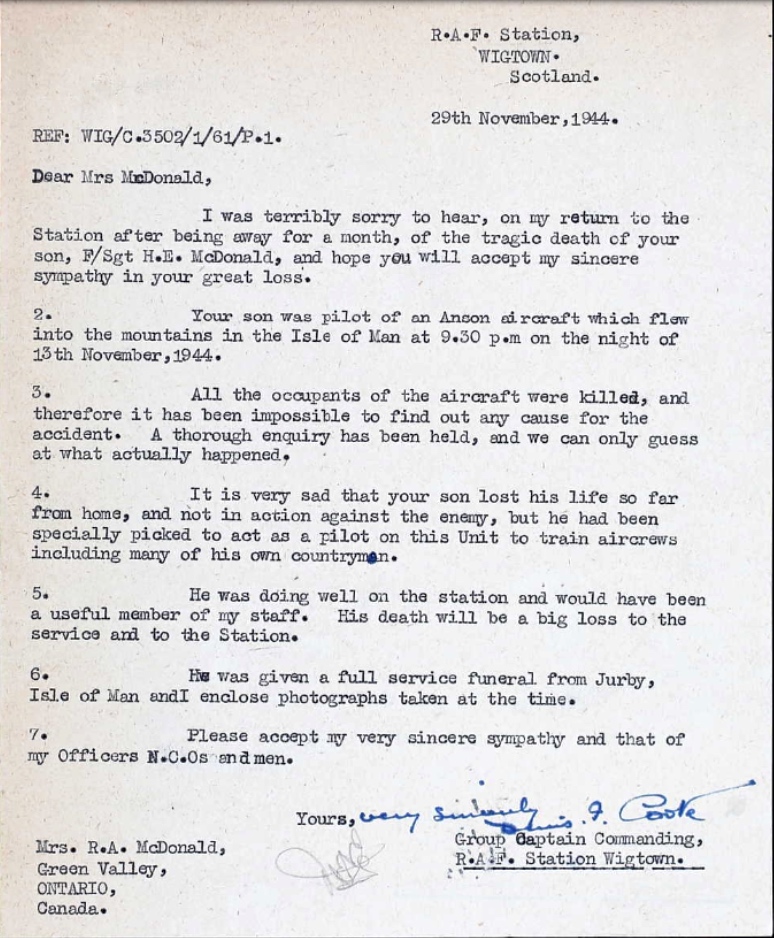 R.A.F. Station,
WIGTOWN.
Scotland.
29th November,1944.
REF: WIG/C.3502/1/61/P.1.
Dear Mrs McDonald,
I was terribly sorry to hear, on my return to the
Station after being away for a month, of the tragic death of your
son, F/Sgt H.E. McDonald, and hope you will accept my sincere
sympathy in your great loss.
2. Your son was pilot of an Anson aircraft which flew
into the mountains in the Isle of Man at 9.30 p.m on the night of
13th November,1944.
3. All the occupants of the aircraft were killed, and
therefore it has been impossible to find out any cause for the
accident. A thorough enquiry has been held, and we can only guess
at what actually happened.
4. It is very sad that your son lost his life so far
from home, and not in action against the enemy, but he had been
specially picked to act as a pilot on this Unit to train aircrews
including many of his own countrymen.
5. He was doing well on the station and would have been
a useful member of my staff. His death will be a big loss to the
service and to the Station.
6. He was given a full service funeral from Jurby,
Isle of Man andI enclose photographs taken at the time.
7. Please accept my very sincere sympathy and that of
my Officers N.C.Os and men.
Yours, very sincerely
F. Cooke
Group Captain Commanding,
R.A.F. Station Wigtown.
Mrs. R.A. McDonald,
Green Valley,
ONTARIO,
Canada.